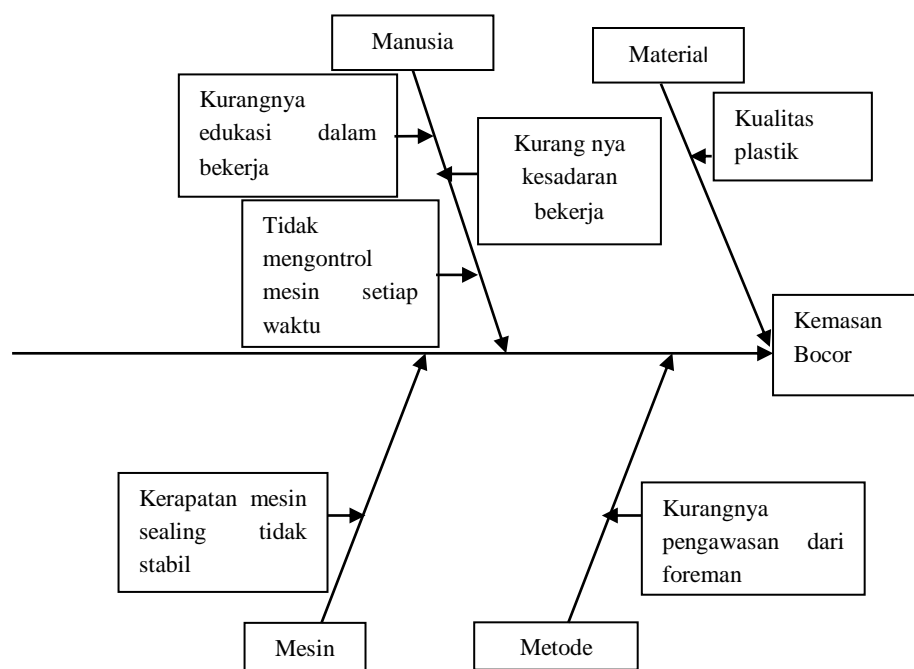 Manusia
Material
Kurangnya
edukasi dalam
bekerja
Kurang nya
kesadaran
bekerja
Kualitas
plastik
Tidak
mengontrol
mesin setiap
waktu
Kemasan
Bocor
Kerapatan mesin
sealing tidak
stabil
Kurangnya
pengawasan dari
foreman
Mesin
Metode